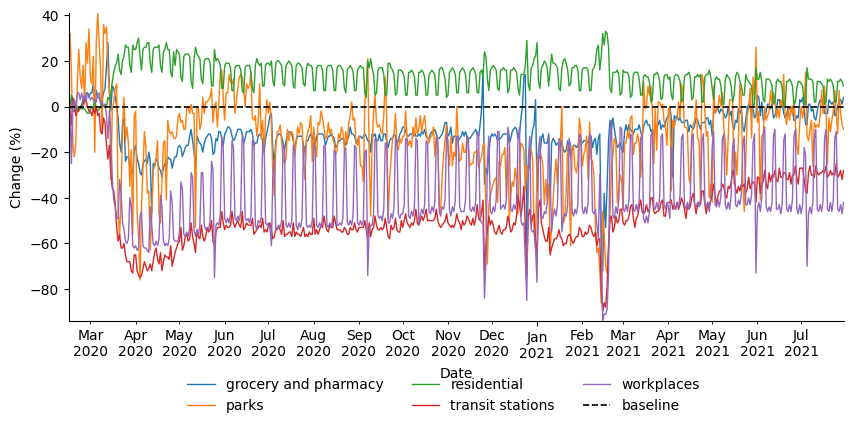 40
20
0
−20
−40
−60
−80
Change (%)
Mar Apr May Jun Jul Aug Sep Oct Nov Dec Jan Feb Mar Apr May Jun Jul
2020 2020 2020 2020 2020 2020 2020 2020 2020 2020 2021 2021 2021 2021 2021 2021 2021
Date
grocery and pharmacy residential workplaces
parks transit stations baseline